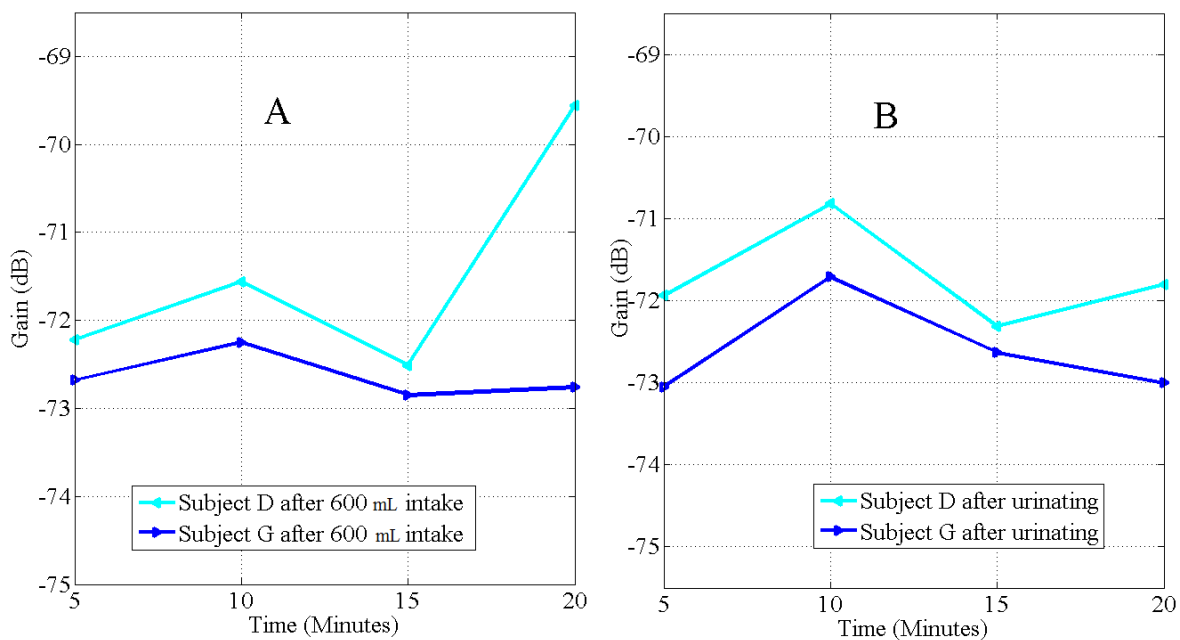 A
-69
-70
-71
-72
-73
-74
-75
Gain (dB)
Subject D after 600 mL intake
Subject G after 600 mL intake
5 10 15 20
Time (Minutes)
B
-69
-70
-71
-72
-73
-74
-75
Gain (dB)
Subject D after urinating
Subject G after urinating
5 10 15 20
Time (Minutes)